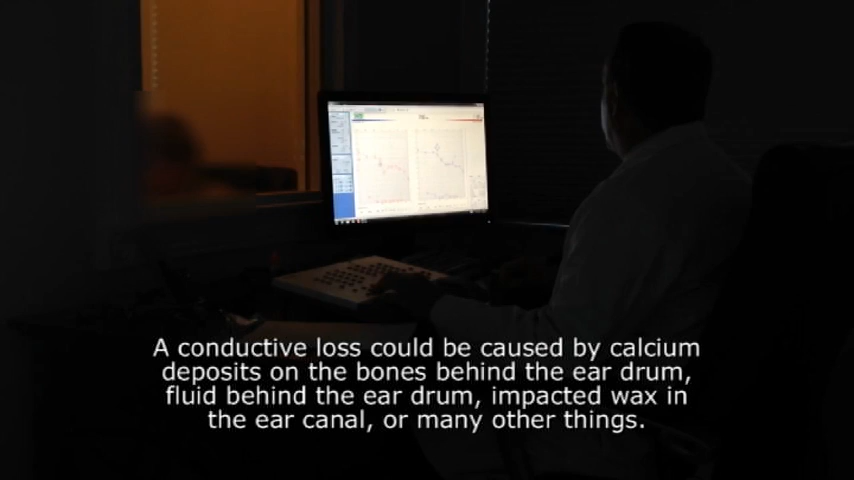 A conductive loss could be caused by calcium
deposits on the bones behind the ear drum,
fluid behind the ear drum, impacted wax in
the ear canal, or many other things.